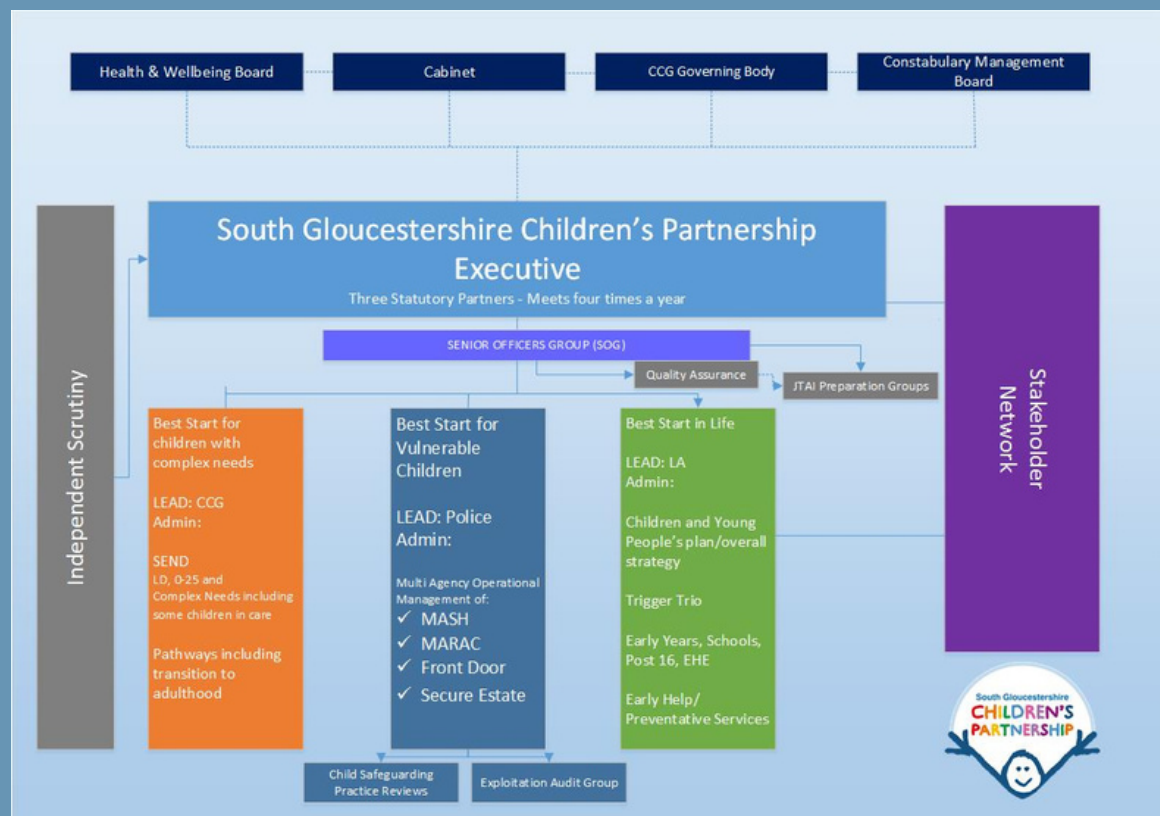 Health & Wellbeing Board
Cabinet
CCG Governing Body
Constabulary Management
Board
Independent Scrutiny
South Gloucestershire Children's Partnership
Executive
Three Statutory Partners - Meets four times a year
SENIOR OFFICERS GROUP (SOG)
Quality Assurance
JTAI Preparation Groups
Best Start for
children with
complex needs
LEAD: CCG
Admin:
SEND
LD, 0-25 and
Complex Needs including
some children in care
Pathways including
transition to
adulthood
Best Start for
Vulnerable
Children
LEAD: Police
Admin:
Multi Agency Operational
Management of:
✓ MASH
✓ MARAC
✓ Front Door
✓ Secure Estate
Best Start in Life
LEAD: LA
Admin:
Children and Young
People's plan/overall
strategy
Trigger Trio
Early Years, Schools,
Post 16, EHE
Early Help/
Preventative Services
Stakeholder
Network
Child Safeguarding
Practice Reviews
Exploitation Audit Group
South Gloucestershire
CHILDREN'S
PARTNERSHIP